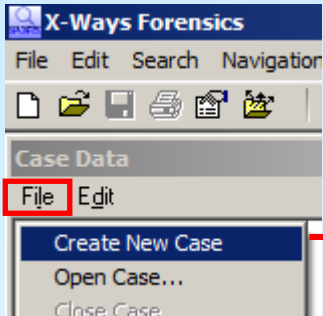 X-Ways Forensics
File Edit Search Navigation
Case Data
File Edit
Create New Case
Open Case...
Close Case